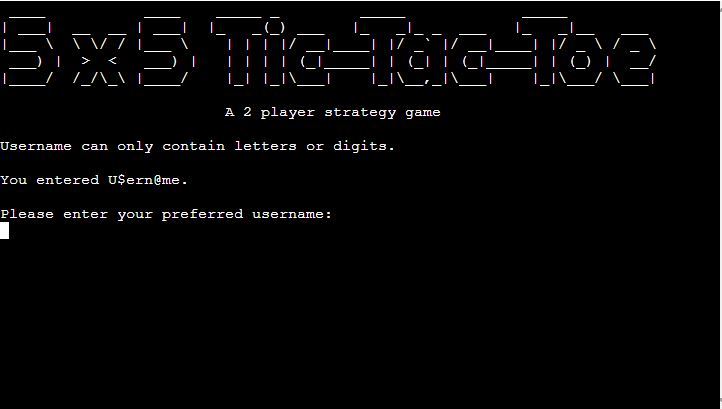 5x5 Tic-Tac-Toe
A 2 player strategy game
Username can only contain letters or digits.
You entered U$ern@me.
Please enter your preferred username: